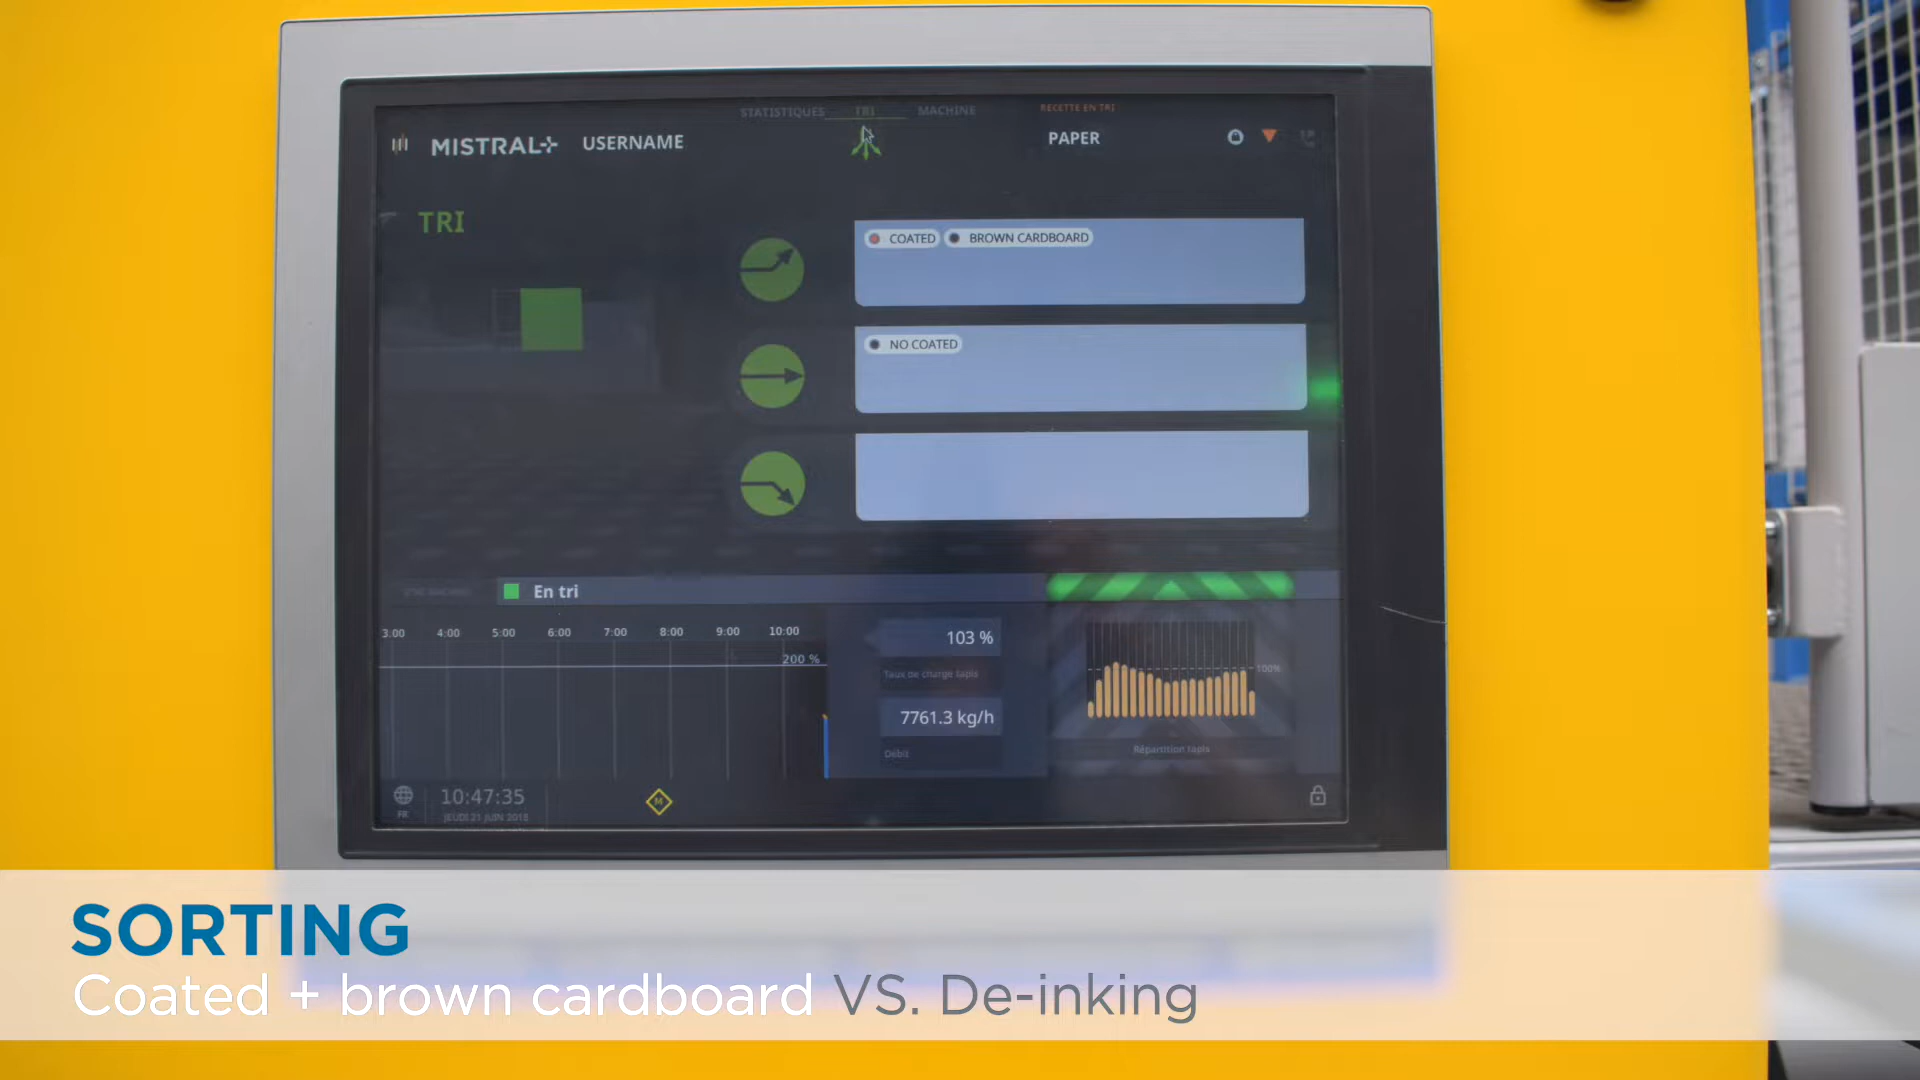 STATISTIQUES TRI MACHINE RECETTE EN TRI
MISTRAL+ USERNAME PAPER
TRI
COATED BROWN CARDBOARD
NO COATED
En tri
3:00 4:00 5:00 6:00 7:00 8:00 9:00 10:00
200 %
103 %
Taux de charge tapis
100%
7761.3 kg/h
Débit
Répartition tapis
10:47:35
M
FR
JEUDI 21 JUIN 2018
SORTING
Coated + brown cardboard VS. De-inking